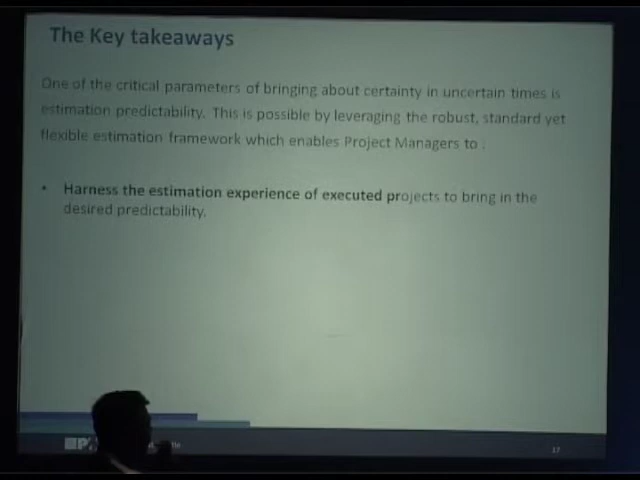 The Key takeaways
One of the critical parameters of bringing about certainty in uncertain times is
estimation predictability. This is possible by leveraging the robust, standard yet
flexible estimation framework which enables Project Managers to :
• Harness the estimation experience of executed projects to bring in the
desired predictability.
17